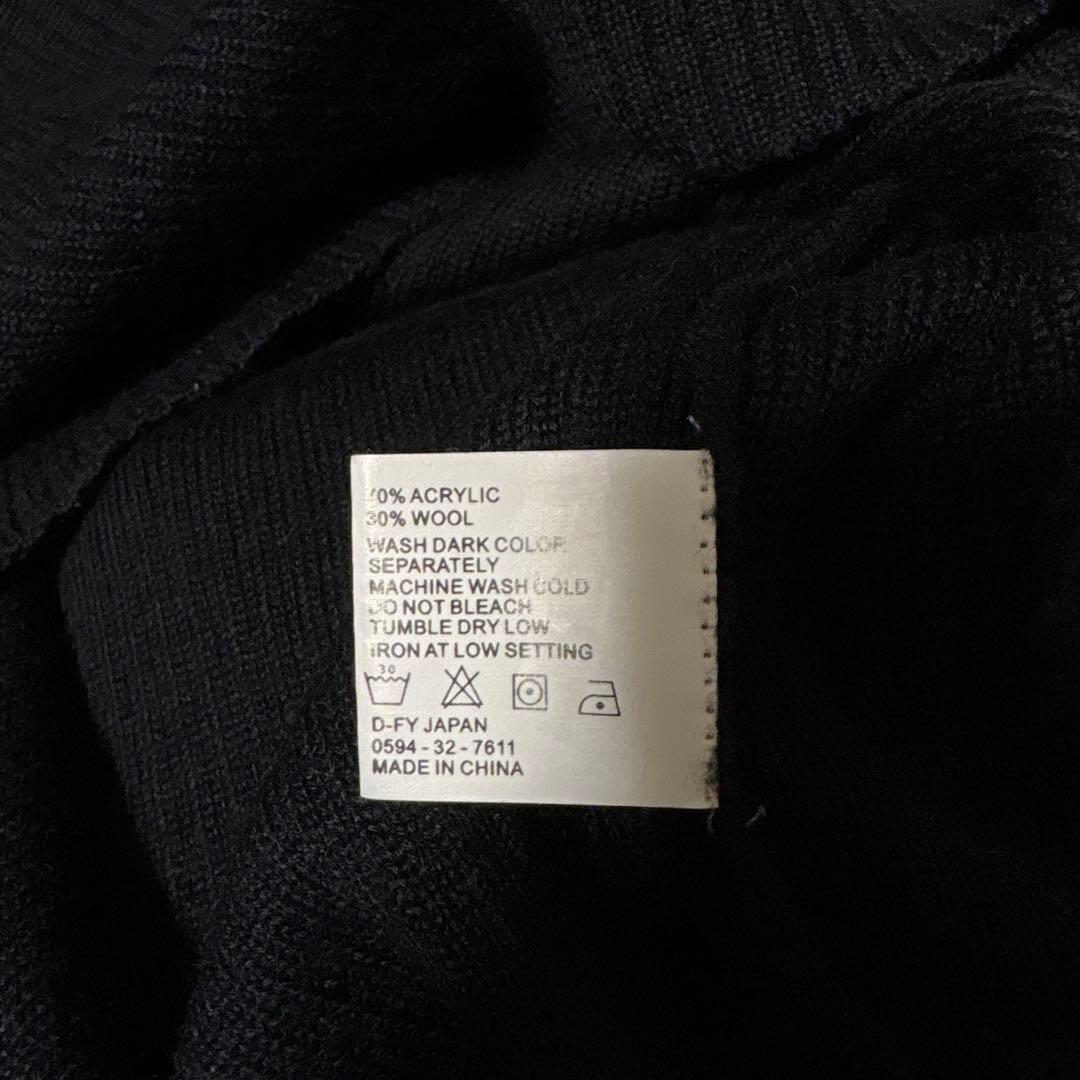 70% ACRYLIC
30% WOOL
WASH DARK COLOR
SEPARATELY
MACHINE WASH COLD
DO NOT BLEACH
TUMBLE DRY LOW
IRON AT LOW SETTING
30
D-FY JAPAN
0594 - 32 - 7611
MADE IN CHINA